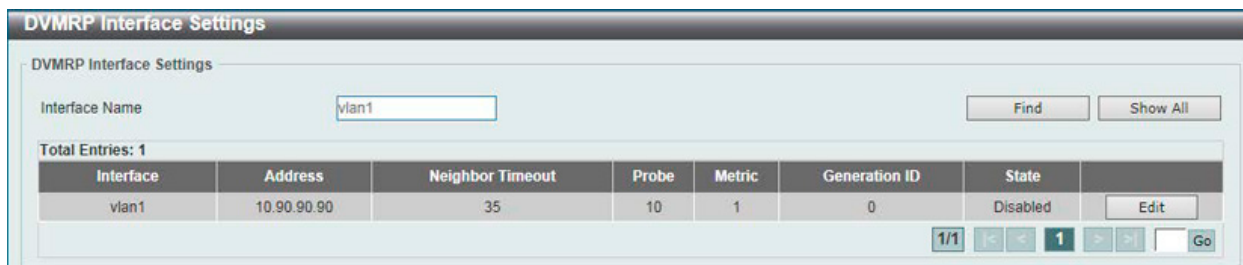 DVMRP Interface Settings
DVMRP Interface Settings
Interface Name vlan1 Find Show All
Total Entries: 1
Interface Address Neighbor Timeout Probe Metric Generation ID State
vlan1 10.90.90.90 35 10 1 0 Disabled Edit
1/1 |< < 1 > >| Go